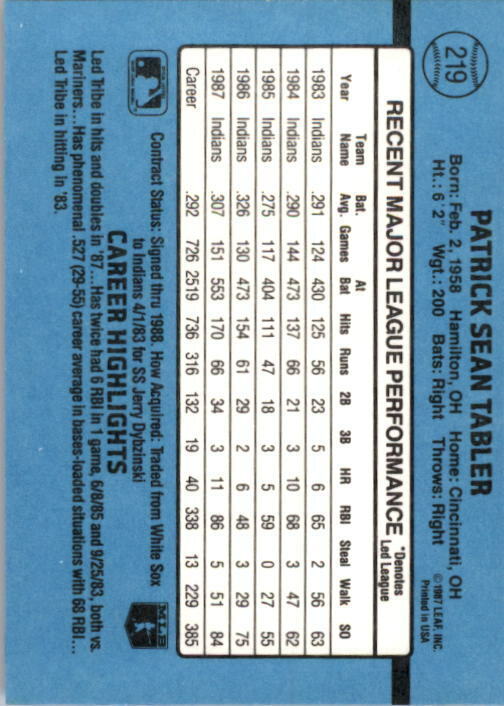 219
PATRICK SEAN TABLER
Born: Feb. 2, 1958 Hamilton, OH Home: Cincinnati, OH
Ht.: 6' 2" Wgt.: 200 Bats: Right Throws: Right
© 1987 LEAF, INC.
Printed in USA
RECENT MAJOR LEAGUE PERFORMANCE *Denotes
Led League
Year Team Name Bat. Avg. Games At Bat Hits Runs 2B 3B HR RBI Steal Walk SO
1983 Indians .291 124 430 125 56 23 5 6 65 2 56 63
1984 Indians .290 144 473 137 66 21 3 10 68 3 47 62
1985 Indians .275 117 404 111 47 18 3 5 59 0 27 55
1986 Indians .326 130 473 154 61 29 2 6 48 3 29 75
1987 Indians .307 151 553 170 66 34 3 11 86 5 51 84
Career .292 726 2519 736 316 132 19 40 338 13 229 385
Contract Status: Signed thru 1988. How Acquired: Traded from White Sox
to Indians 4/1/83 for SS Jerry Dybzinski
MLB
CAREER HIGHLIGHTS
Led Tribe in hits and doubles in '87...Has twice had 6 RBI in 1 game, 6/8/85 and 9/25/83, both vs.
Mariners...Has phenomenal .527 (29-55) career average in bases-loaded situations with 68 RBI...
Led Tribe in hitting in '83.